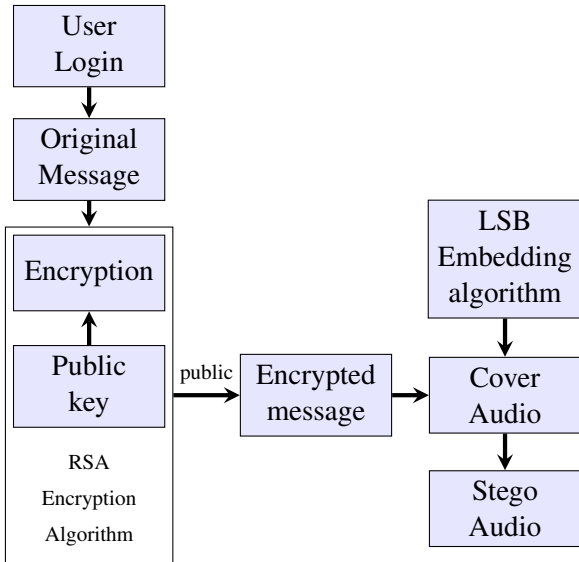 User
Login
Original
Message
Encryption
Public
key
RSA
Encryption
Algorithm
public
Encrypted
message
LSB
Embedding
algorithm
Cover
Audio
Stego
Audio